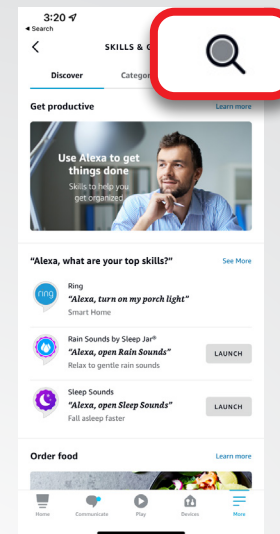 3:20
Search
SKILLS & G
Discover
Categor
Get productive
Learn more
Use Alexa to get
things done
Skills to help you
get organized
"Alexa, what are your top skills?"
See More
ring
Ring
"Alexa, turn on my porch light"
Smart Home
Rain Sounds by Sleep Jar®
"Alexa, open Rain Sounds"
Relax to gentle rain sounds
LAUNCH
Sleep Sounds
"Alexa, open Sleep Sounds"
Fall asleep faster
LAUNCH
Order food
Learn more
Home
Communicate
Play
Devices
More